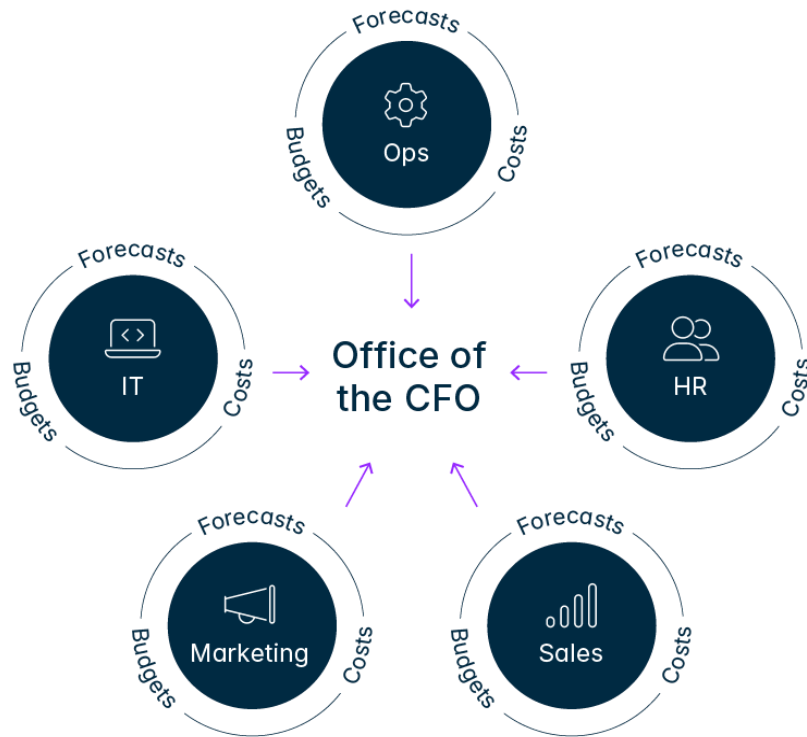 Forecasts
Budgets
Costs
Ops
Forecasts
Budgets
Costs
IT
Office of
the CFO
Forecasts
Budgets
Costs
HR
Forecasts
Budgets
Costs
Marketing
Forecasts
Budgets
Costs
Sales